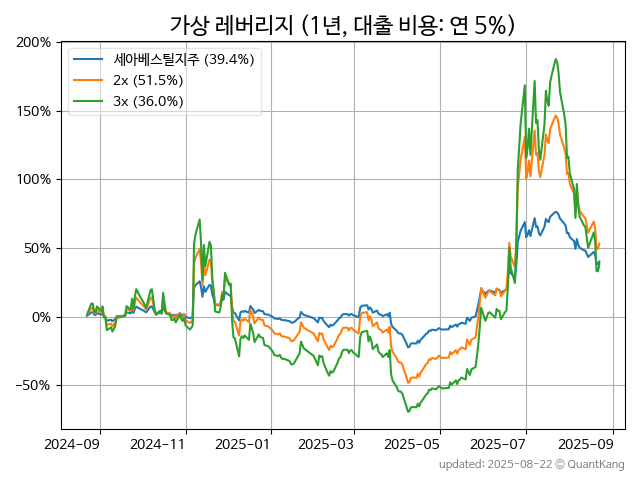 가상 레버리지 (1년, 대출 비용: 연 5%)
200%
150%
100%
50%
0%
−50%
세아베스틸지주 (39.4%)
2x (51.5%)
3x (36.0%)
2024-09 2024-11 2025-01 2025-03 2025-05 2025-07 2025-09
updated: 2025-08-22 © QuantKang